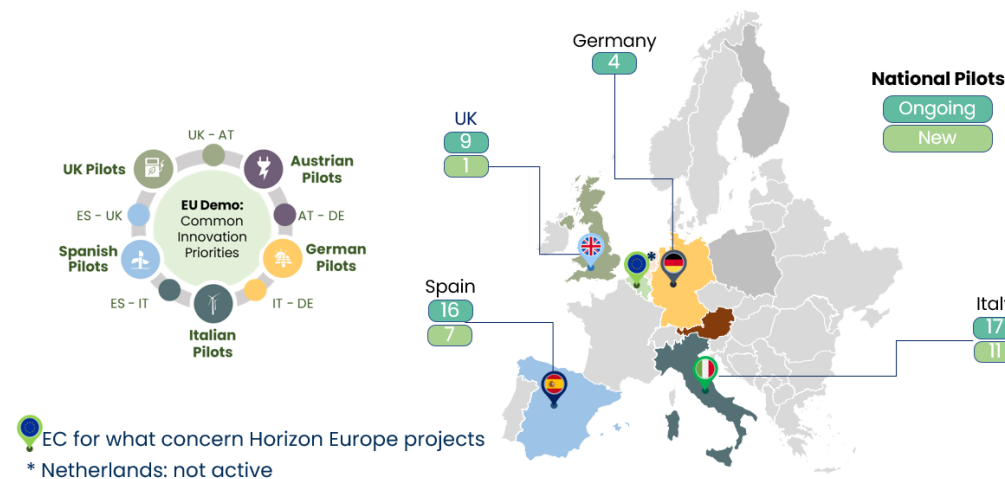 UK - AT
UK Pilots
Austrian
Pilots
EU Demo:
Common
Innovation
Priorities
ES - UK
AT - DE
Spanish
Pilots
German
Pilots
ES - IT
IT - DE
Italian
Pilots
Germany
4
UK
9
1
Spain
16
7
National Pilots
Ongoing
New
Italy
17
11
*
EC for what concern Horizon Europe projects
* Netherlands: not active